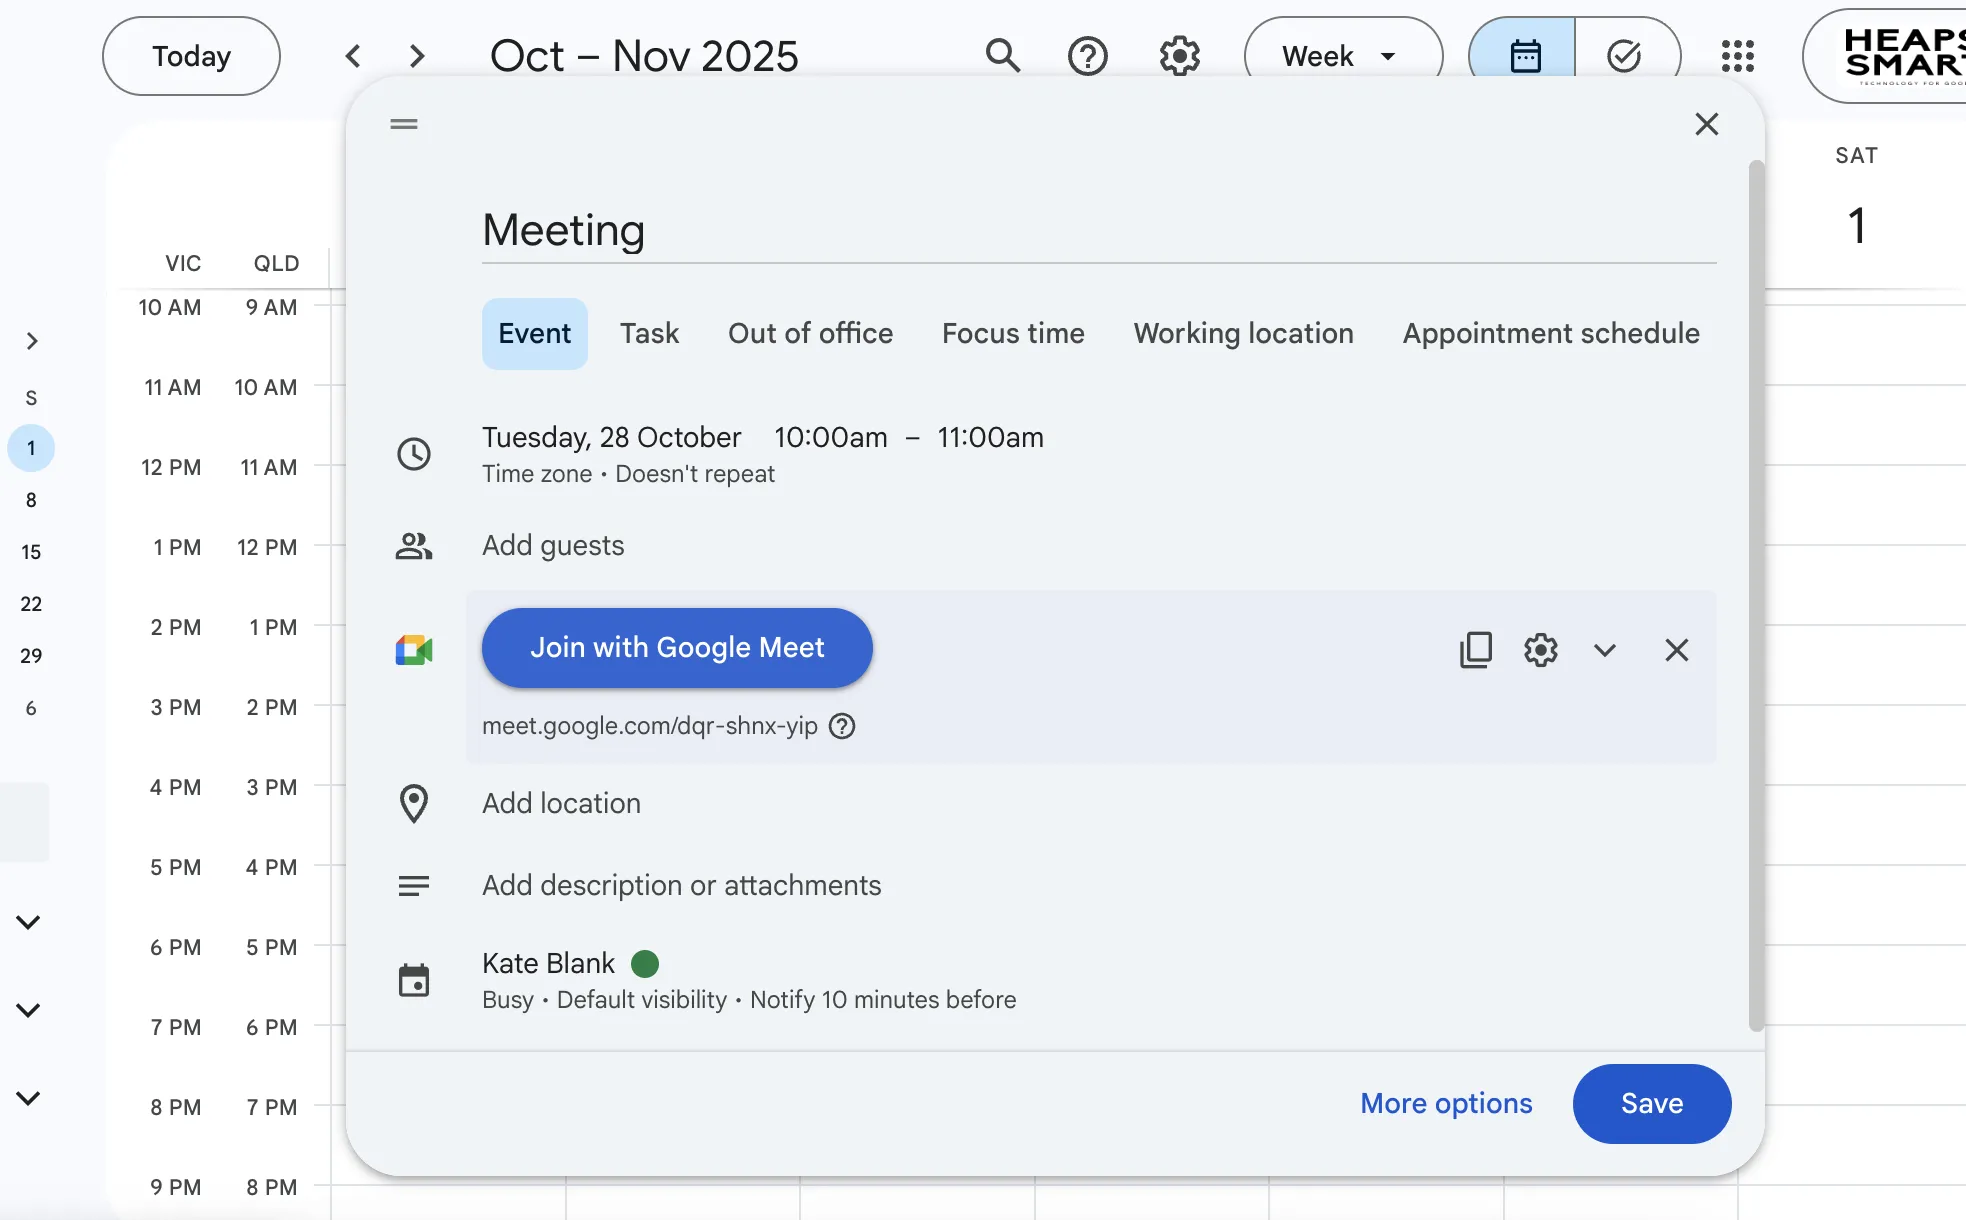 Today
Oct – Nov 2025
Week
HEAPS
SMART
TECHNOLOGY FOR GOOD
SAT
1
VIC QLD
10 AM 9 AM
11 AM 10 AM
12 PM 11 AM
1 PM 12 PM
2 PM 1 PM
3 PM 2 PM
4 PM 3 PM
5 PM 4 PM
6 PM 5 PM
7 PM 6 PM
8 PM 7 PM
9 PM 8 PM
S
1
8
15
22
29
6
Meeting
Event Task Out of office Focus time Working location Appointment schedule
Tuesday, 28 October 10:00am – 11:00am
Time zone • Doesn't repeat
Add guests
Join with Google Meet
meet.google.com/dqr-shnx-yip
Add location
Add description or attachments
Kate Blank
Busy • Default visibility • Notify 10 minutes before
More options Save